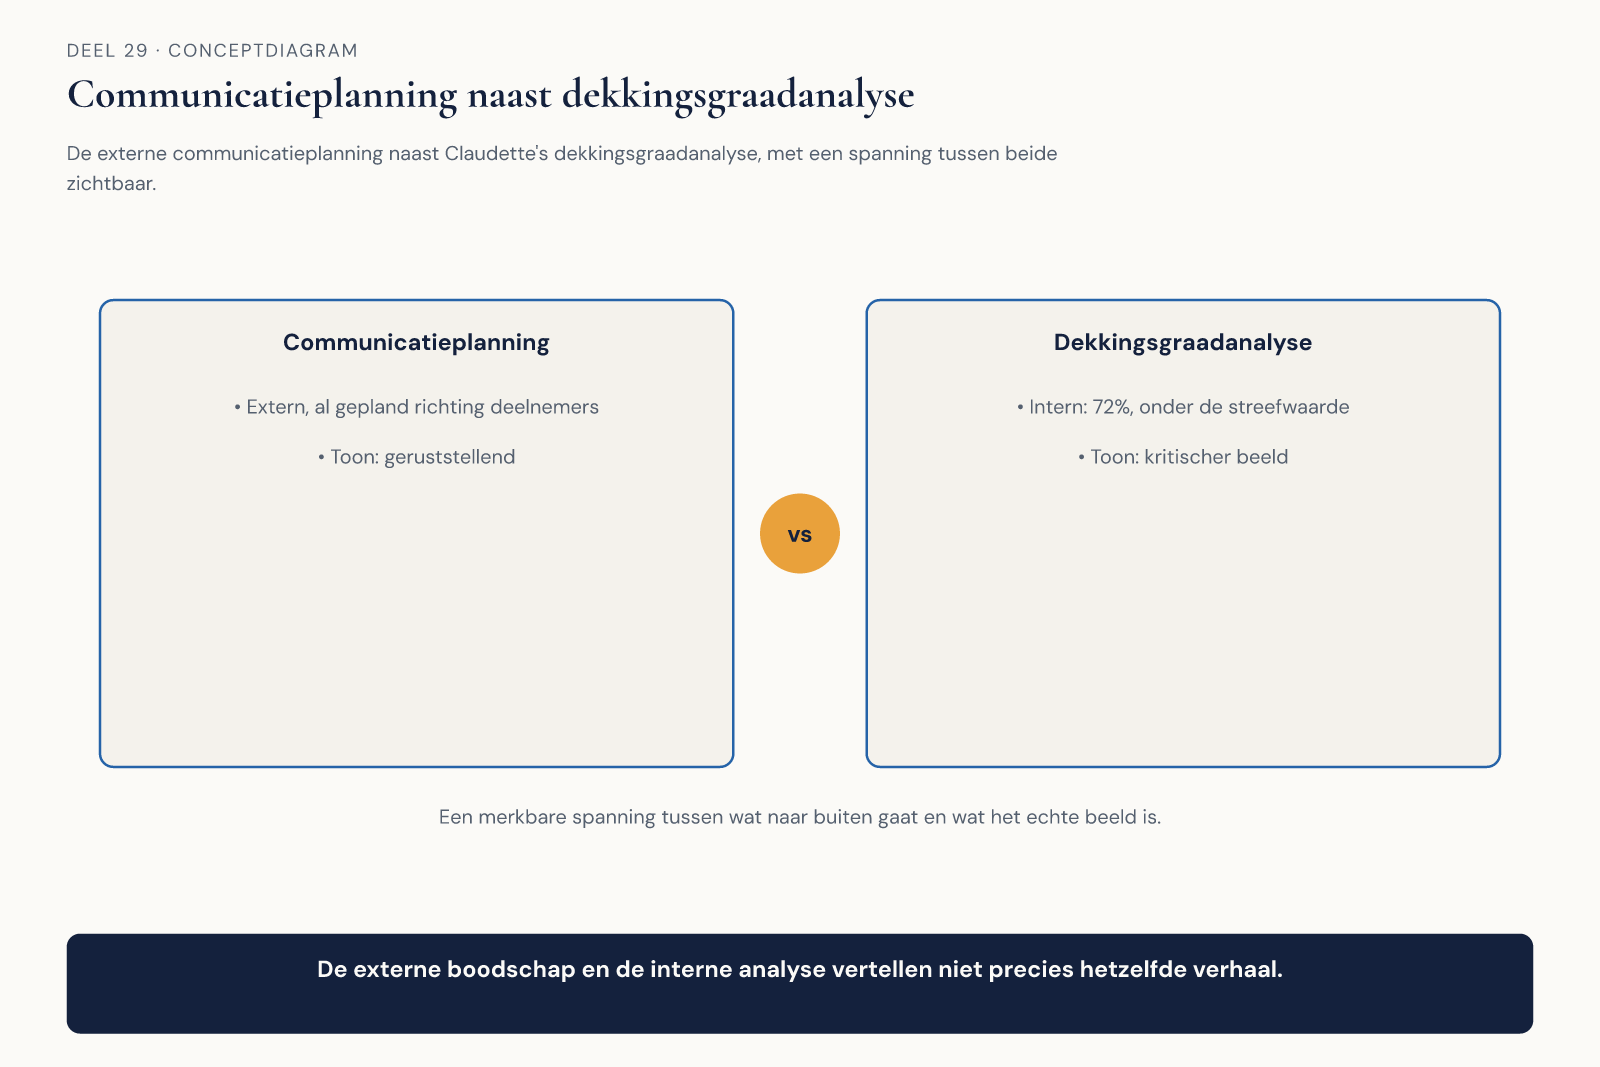 DEEL 29 · CONCEPTDIAGRAM
Communicatieplanning naast dekkingsgraadanalyse
De externe communicatieplanning naast Claudette's dekkingsgraadanalyse, met een spanning tussen beide
zichtbaar.
Communicatieplanning
• Extern, al gepland richting deelnemers
• Toon: geruststellend
vs
Dekkingsgraadanalyse
• Intern: 72%, onder de streefwaarde
• Toon: kritischer beeld
Een merkbare spanning tussen wat naar buiten gaat en wat het echte beeld is.
De externe boodschap en de interne analyse vertellen niet precies hetzelfde verhaal.